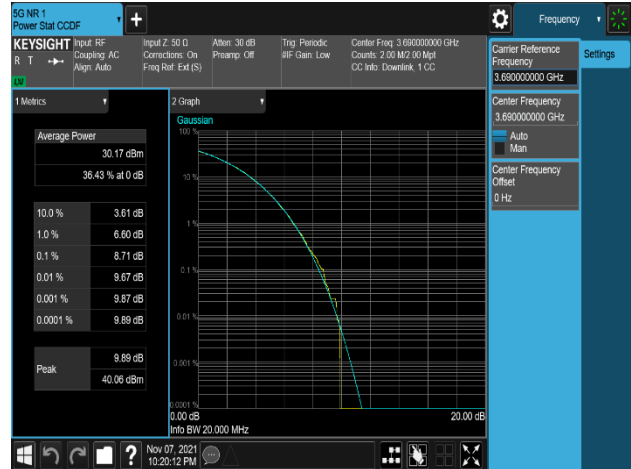 5G NR 1
Power Stat CCDF
+
Frequency
KEYSIGHT
R T
LXI
Input: RF
Coupling: AC
Align: Auto
Input Z: 50 Ω
Corrections: On
Freq Ref: Ext (S)
Atten: 30 dB
Preamp: Off
Trig: Periodic
#IF Gain: Low
Center Freq: 3.690000000 GHz
Counts: 2.00 M/2.00 Mpt
CC Info: Downlink, 1 CC
Carrier Reference
Frequency
3.690000000 GHz
Settings
Center Frequency
3.690000000 GHz
Auto
Man
Center Frequency
Offset
0 Hz
1 Metrics
Average Power
30.17 dBm
36.43 % at 0 dB
10.0 % 3.61 dB
1.0 % 6.60 dB
0.1 % 8.71 dB
0.01 % 9.67 dB
0.001 % 9.87 dB
0.0001 % 9.89 dB
Peak
9.89 dB
40.06 dBm
2 Graph
Gaussian
100 %
10 %
1 %
0.1 %
0.01 %
0.001 %
0.0001 %
0.00 dB 20.00 dB
Info BW 20.000 MHz
?
Nov 07, 2021
10:20:12 PM